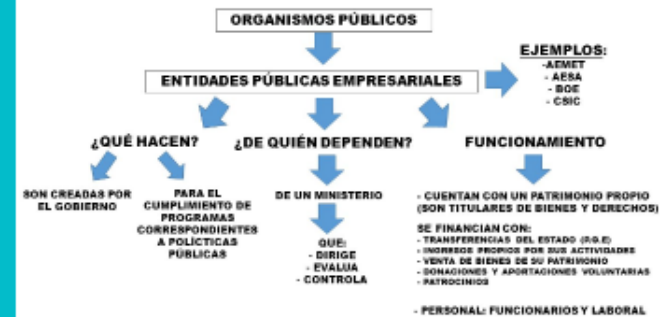 ORGANISMOS PÚBLICOS
ENTIDADES PÚBLICAS EMPRESARIALES
EJEMPLOS:
-AEMET
- AESA
- BOE
- CSIC
¿QUÉ HACEN?
SON CREADAS POR
EL GOBIERNO
PARA EL
CUMPLIMIENTO DE
PROGRAMAS
CORRESPONDIENTES
A POLÍCTICAS
PÚBLICAS
¿DE QUIÉN DEPENDEN?
DE UN MINISTERIO
QUE:
- DIRIGE
- EVALUA
- CONTROLA
FUNCIONAMIENTO
- CUENTAN CON UN PATRIMONIO PROPIO
(SON TITULARES DE BIENES Y DERECHOS)
SE FINANCIAN CON:
- TRANSFERENCIAS DEL ESTADO (P.G.E)
- INGRESOS PROPIOS POR SUS ACTIVIDADES
- VENTA DE BIENES DE SU PATRIMONIO
- DONACIONES Y APORTACIONES VOLUNTARIAS
- PATROCINIOS
- PERSONAL: FUNCIONARIOS Y LABORAL